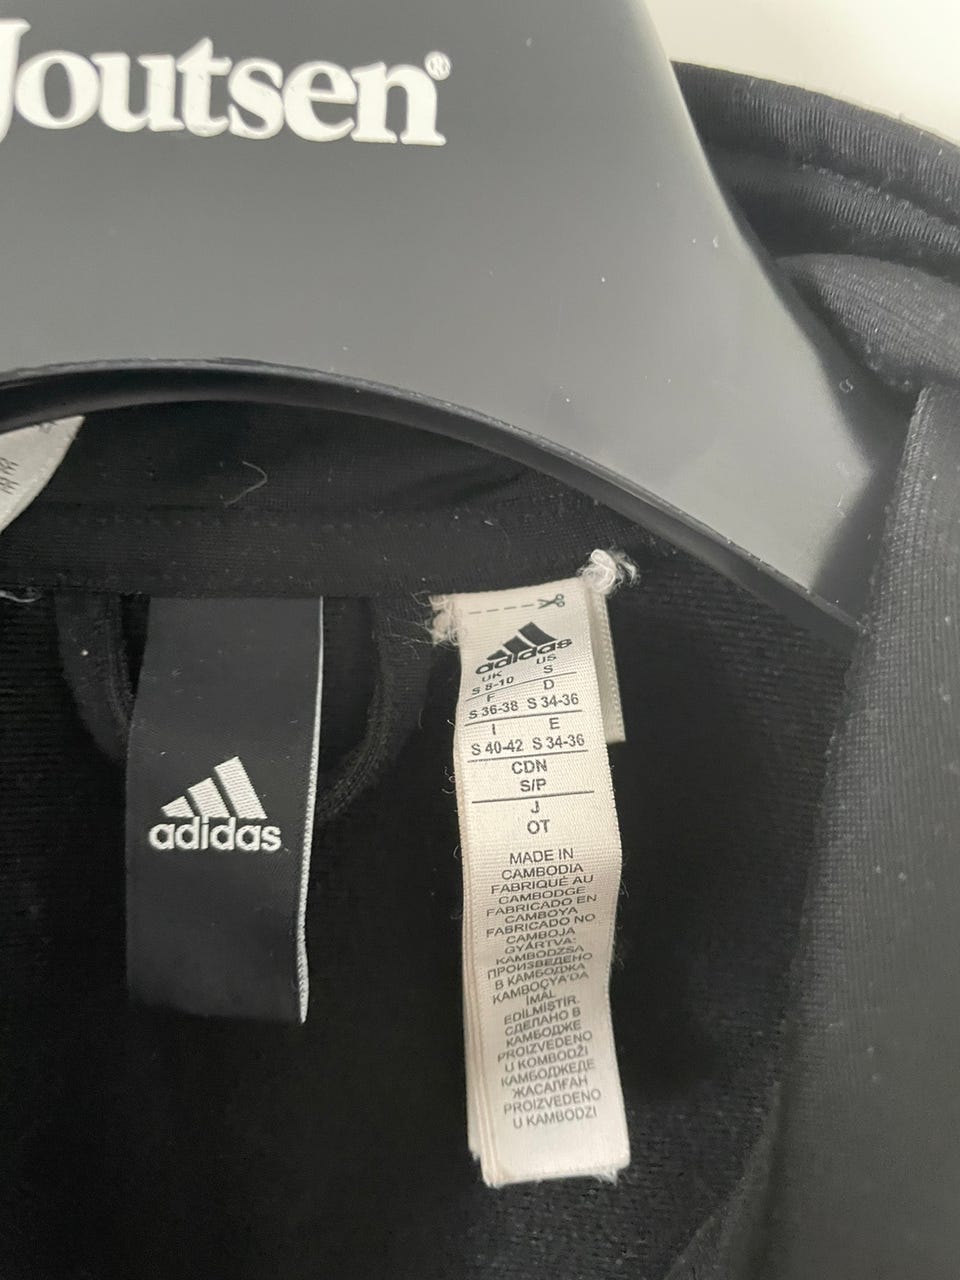 Joutsen®
adidas
adidas
UK US
S 8-10 S
F D
S 36-38 S 34-36
I E
S 40-42 S 34-36
CDN
S/P
J
OT
MADE IN
CAMBODIA
FABRIQUÉ AU
CAMBODGE
FABRICADO EN
CAMBOYA
FABRICADO NO
CAMBOJA
GYÁRTVA:
KAMBODZSA
ПРОИЗВЕДЕНО
В КАМБОДЖА
KAMBOÇYA'DA
İMAL
EDİLMİŞTİR.
СДЕЛАНО В
КАМБОДЖЕ
PROIZVEDENO
U KOMBODŽI
КАМБОДЖЕДЕ
ЖАСАЛҒАН
PROIZVEDENO
U KAMBODZI